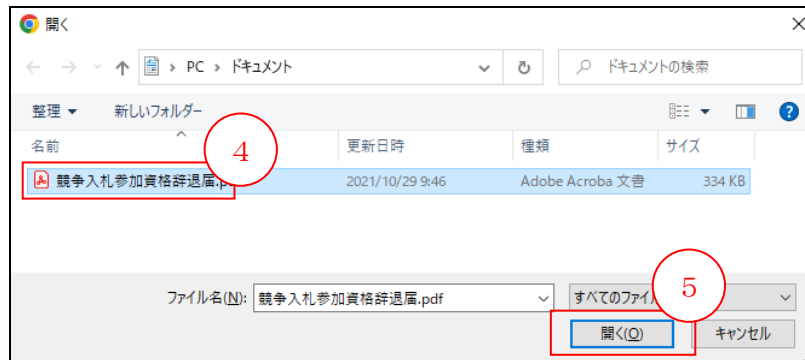 開く
PC > ドキュメント
ドキュメントの検索
整理 新しいフォルダー
名前 更新日時 種類 サイズ
4
競争入札参加資格辞退届.p 2021/10/29 9:46 Adobe Acroba 文書 334 KB
ファイル名(N): 競争入札参加資格辞退届.pdf すべてのファイ
5
開く(O) キャンセル